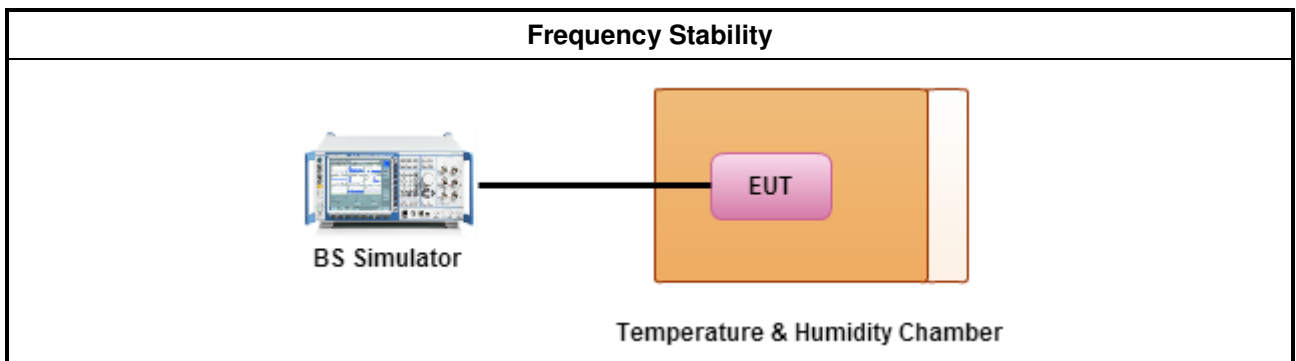 Frequency Stability
EUT
BS Simulator
Temperature & Humidity Chamber